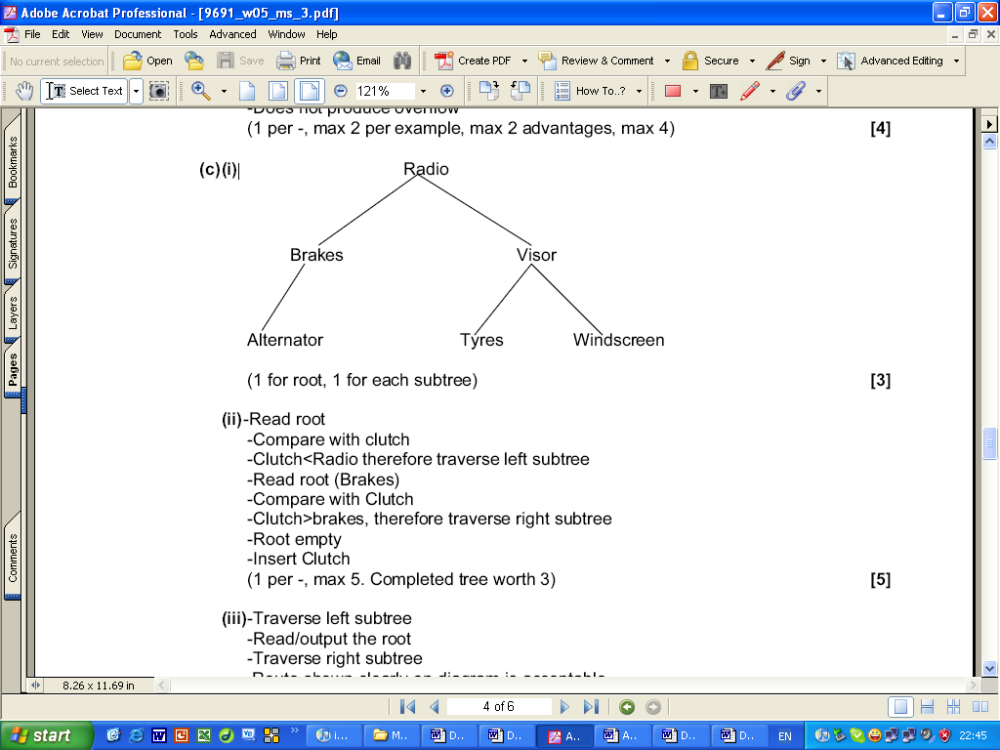 Adobe Acrobat Professional - [9691_w05_ms_3.pdf]
File Edit View Document Tools Advanced Window Help
No current selection Open Save Print Email Create PDF Review & Comment Secure Sign Advanced Editing
Select Text 121% How To..?
-Does not produce overflow
(1 per -, max 2 per example, max 2 advantages, max 4) [4]
(c)(i) Radio
Brakes Visor
Alternator Tyres Windscreen
(1 for root, 1 for each subtree) [3]
(ii)-Read root
-Compare with clutch
-Clutch<Radio therefore traverse left subtree
-Read root (Brakes)
-Compare with Clutch
-Clutch>brakes, therefore traverse right subtree
-Root empty
-Insert Clutch
(1 per -, max 5. Completed tree worth 3) [5]
(iii)-Traverse left subtree
-Read/output the root
-Traverse right subtree
-Route shown clearly on diagram is acceptable
Bookmarks
Signatures
Layers
Pages
Comments
8.26 x 11.69 in
4 of 6
start i... M... D... D... A... A... D... D... EN 22:45